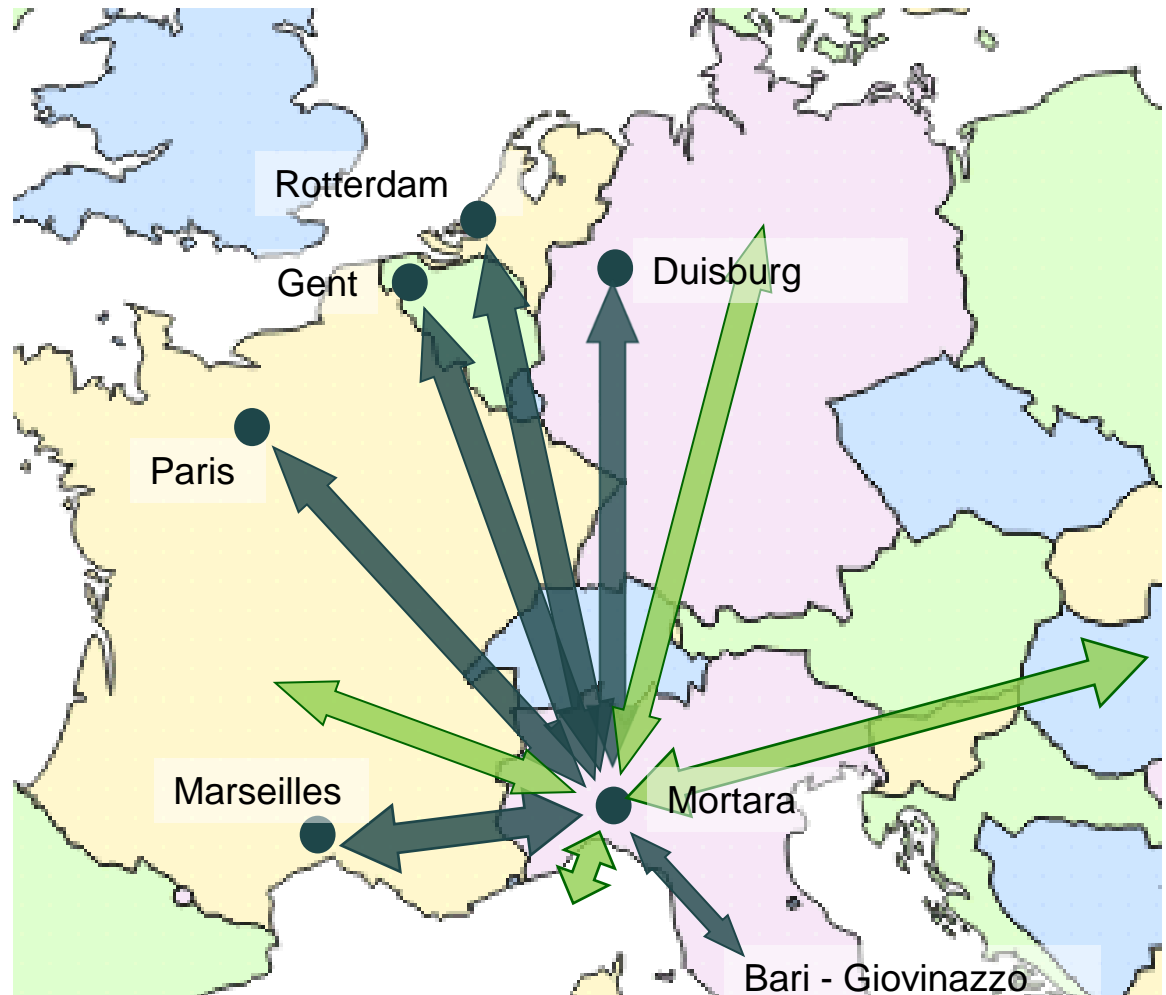 Rotterdam
Gent
Duisburg
Paris
Marseilles
Mortara
Bari - Giovinazzo